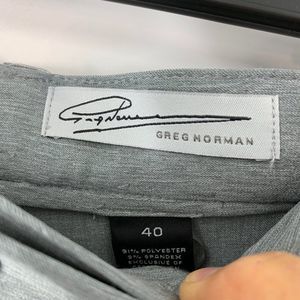 GREG NORMAN
40
91% POLYESTER
9% SPANDEX
EXCLUSIVE OF